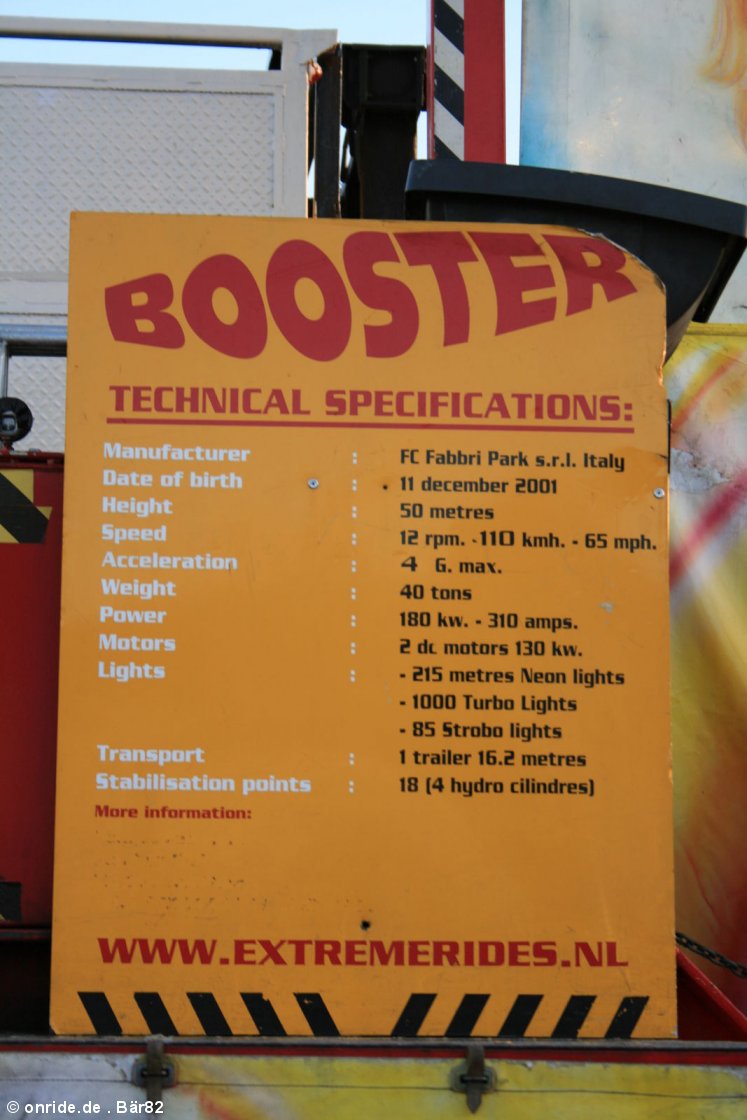 BOOSTER
TECHNICAL SPECIFICATIONS:
Manufacturer : FC Fabbri Park s.r.l. Italy
Date of birth : 11 december 2001
Height : 50 metres
Speed : 12 rpm. -110 kmh. - 65 mph.
Acceleration : 4 G. max.
Weight : 40 tons
Power : 180 kw. - 310 amps.
Motors : 2 dc motors 130 kw.
Lights : - 215 metres Neon lights
- 1000 Turbo Lights
- 85 Strobo lights
Transport : 1 trailer 16.2 metres
Stabilisation points : 18 (4 hydro cilindres)
More information:
WWW.EXTREMERIDES.NL
© onride.de . Bär82